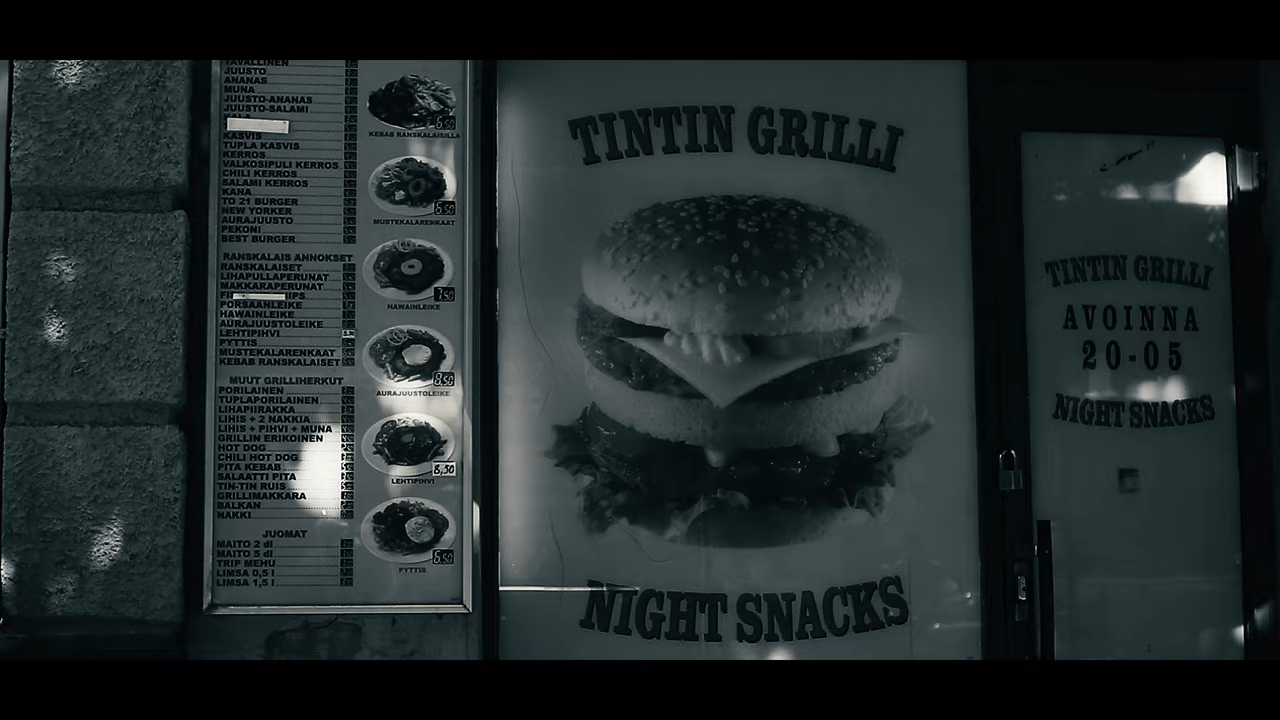 TAVALLINEN
JUUSTO
ANANAS
MUNA
JUUSTO-ANANAS
JUUSTO-SALAMI
KASVIS
TUPLA KASVIS
KERROS
VALKOSIPULI KERROS
CHILI KERROS
SALAMI KERROS
KANA
TO 21 BURGER
NEW YORKER
AURAJUUSTO
PEKONI
BEST BURGER
RANSKALAIS ANNOKSET
RANSKALAISET
LIHAPULLAPERUNAT
MAKKARAPERUNAT
PORSAANLEIKE
HAWAINLEIKE
AURAJUUSTOLEIKE
LEHTIPIHVI
PYTTIS
MUSTEKALARENKAAT
KEBAB RANSKALAISET
MUUT GRILLIHERKUT
PORILAINEN
TUPLAPORILAINEN
LIHAPIIRAKKA
LIHIS + 2 NAKKIA
LIHIS + PIHVI + MUNA
GRILLIN ERIKOINEN
HOT DOG
CHILI HOT DOG
PITA KEBAB
SALAATTI PITA
TIN-TIN RUIS
GRILLIMAKKARA
BALKAN
NAKKI
JUOMAT
MAITO 2 dl
MAITO 5 dl
TRIP MEHU
LIMSA 0,5 l
LIMSA 1,5 l
6.50
KEBAB RANSKALAISILLA
6.50
MUSTEKALARENKAAT
7.50
HAWAINLEIKE
8.50
AURAJUUSTOLEIKE
8,50
LEHTIPIHVI
6.50
PYTTIS
TINTIN GRILLI
NIGHT SNACKS
TINTIN GRILLI
AVOINNA
20-05
NIGHT SNACKS